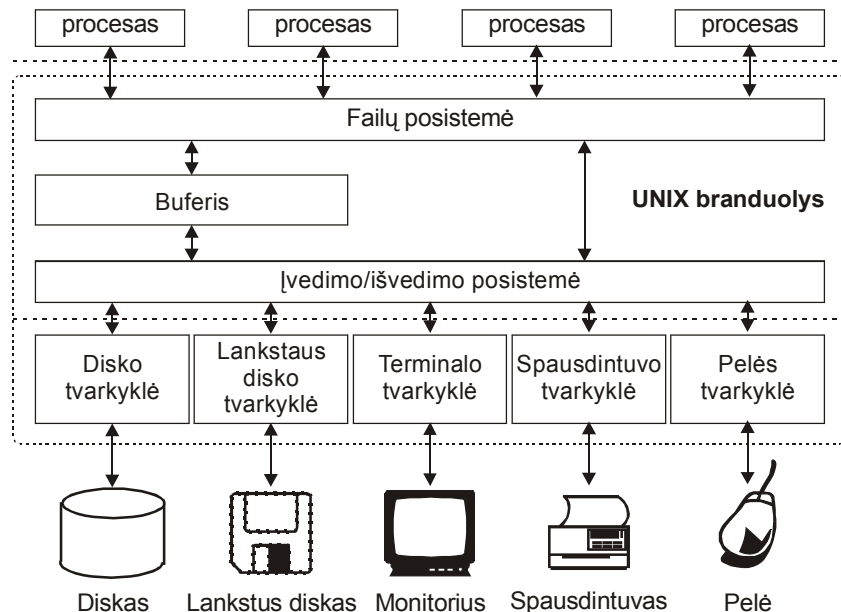 procesas procesas procesas procesas
Failų posistemė
Buferis
UNIX branduolys
Įvedimo/išvedimo posistemė
Disko
tvarkyklė
Lankstaus
disko
tvarkyklė
Terminalo
tvarkyklė
Spausdintuvo
tvarkyklė
Pelės
tvarkyklė
Diskas Lankstus diskas Monitorius Spausdintuvas Pelė